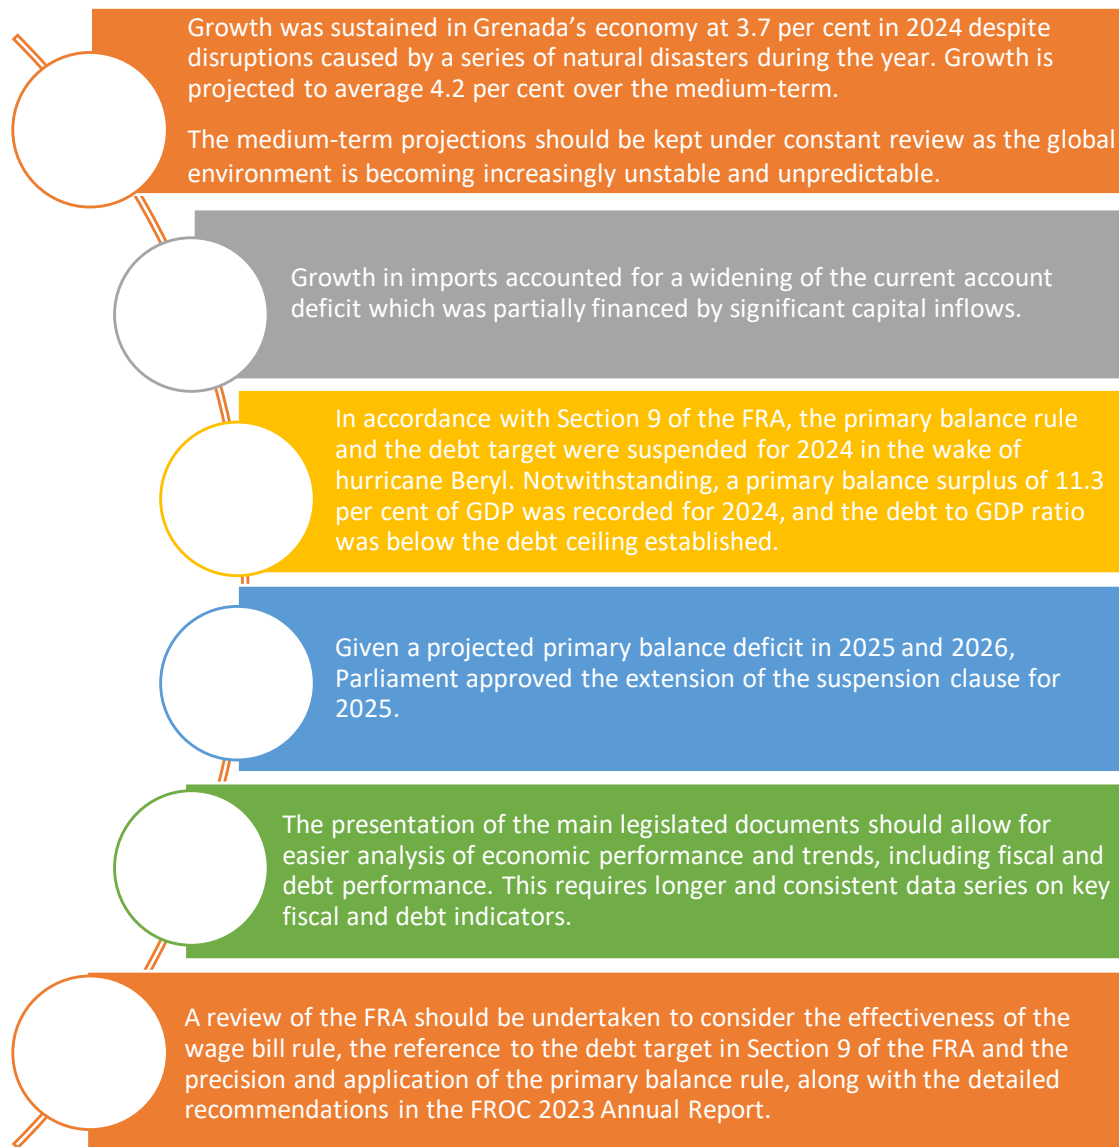 Growth was sustained in Grenada’s economy at 3.7 per cent in 2024 despite
disruptions caused by a series of natural disasters during the year. Growth is
projected to average 4.2 per cent over the medium-term.
The medium-term projections should be kept under constant review as the global
environment is becoming increasingly unstable and unpredictable.
Growth in imports accounted for a widening of the current account
deficit which was partially financed by significant capital inflows.
In accordance with Section 9 of the FRA, the primary balance rule
and the debt target were suspended for 2024 in the wake of
hurricane Beryl. Notwithstanding, a primary balance surplus of 11.3
per cent of GDP was recorded for 2024, and the debt to GDP ratio
was below the debt ceiling established.
Given a projected primary balance deficit in 2025 and 2026,
Parliament approved the extension of the suspension clause for
2025.
The presentation of the main legislated documents should allow for
easier analysis of economic performance and trends, including fiscal and
debt performance. This requires longer and consistent data series on key
fiscal and debt indicators.
A review of the FRA should be undertaken to consider the effectiveness of the
wage bill rule, the reference to the debt target in Section 9 of the FRA and the
precision and application of the primary balance rule, along with the detailed
recommendations in the FROC 2023 Annual Report.